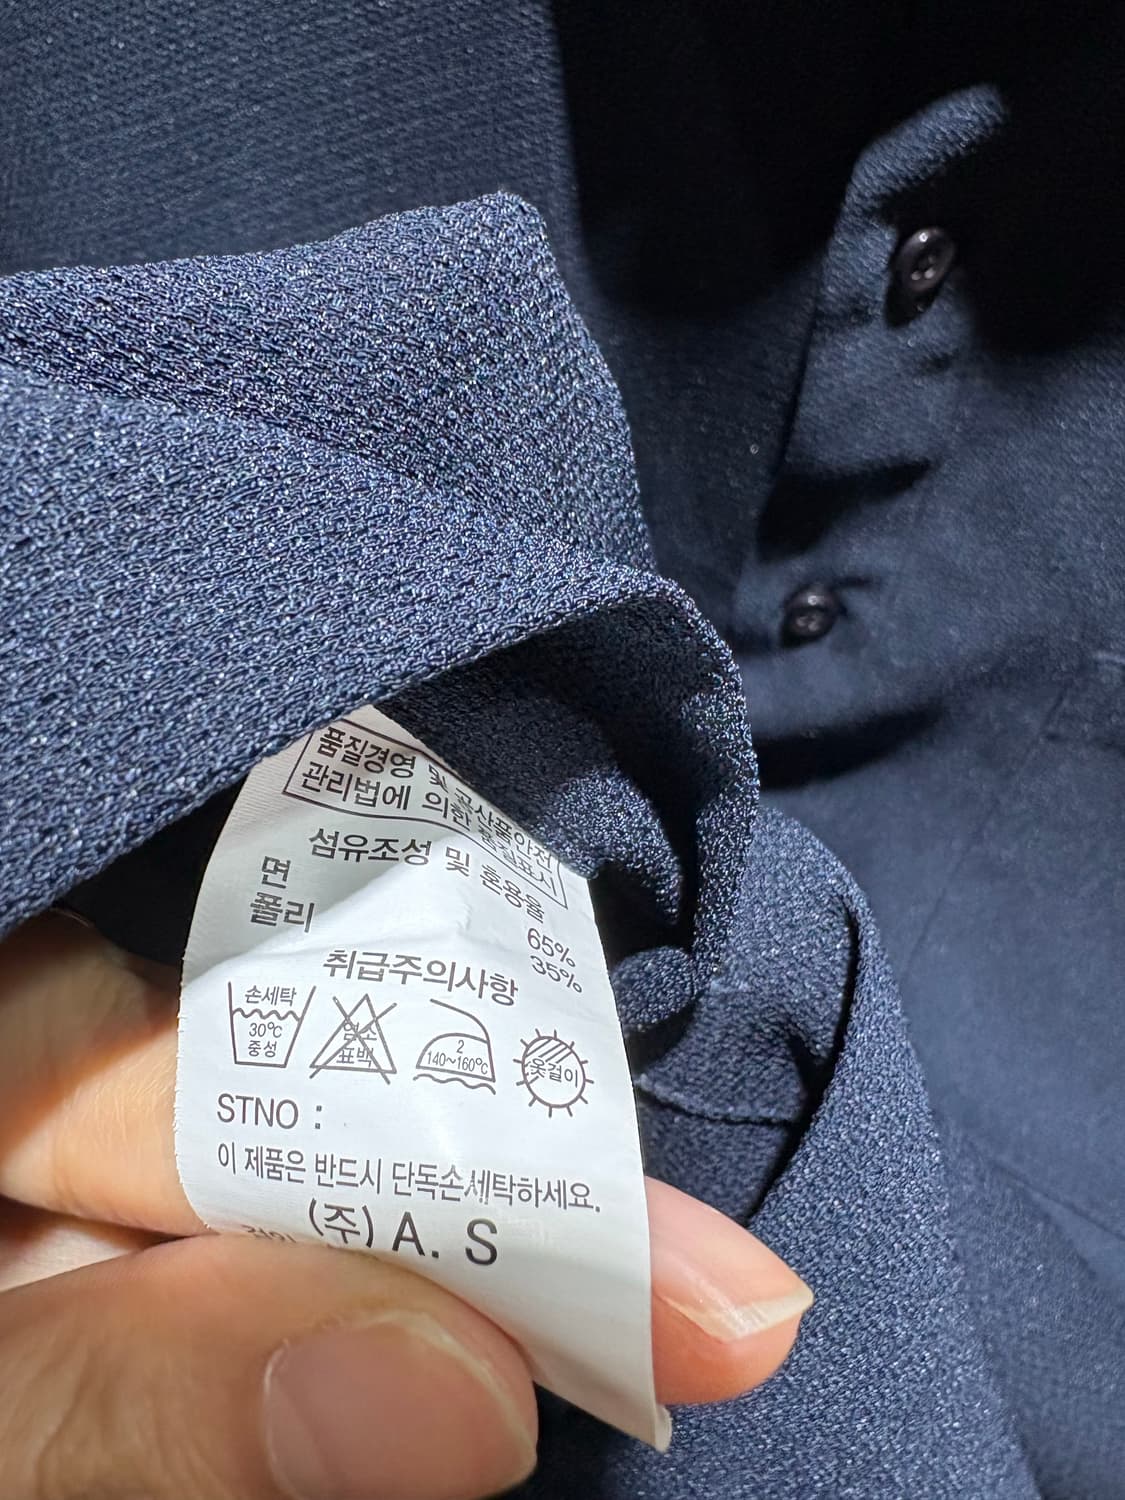 품질경영 및 공산품안전
관리법에 의한 품질표시
섬유조성 및 혼용율
면 65%
폴리 35%
취급주의사항
손세탁
30℃
중성
염소
표백
2
140~160℃
옷걸이
STNO :
이 제품은 반드시 단독손세탁하세요.
(주) A. S